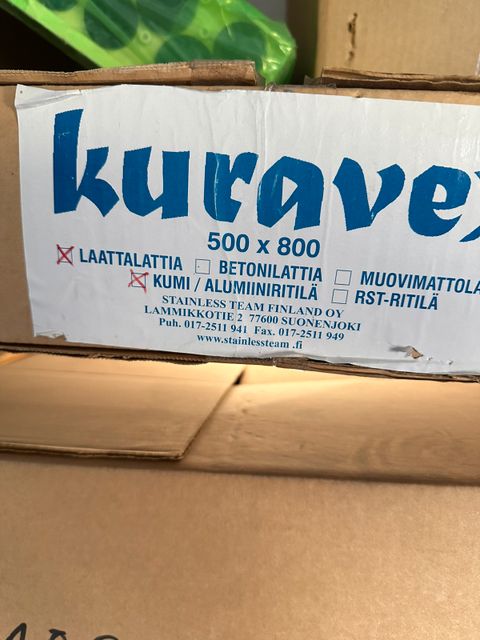 kuravex
500 x 800
LAATTALATTIA BETONILATTIA MUOVIMATTOLA
KUMI / ALUMIINIRITILÄ RST-RITILÄ
STAINLESS TEAM FINLAND OY
LAMMIKKOTIE 2 77600 SUONENJOKI
Puh. 017-2511 941 Fax. 017-2511 949
www.stainlessteam .fi